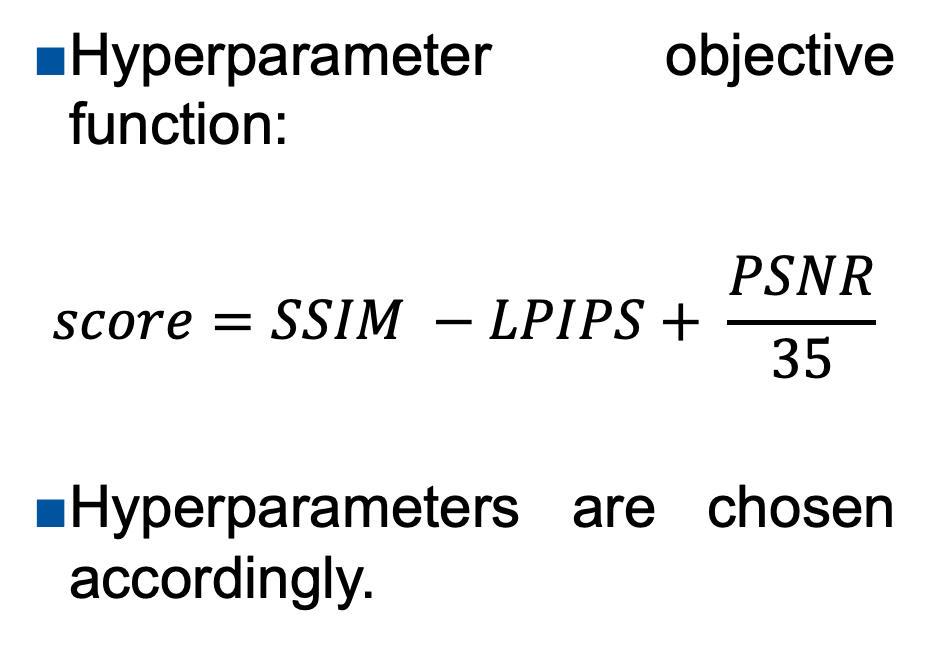 ■Hyperparameter objective
function:
score = SSIM − LPIPS + PSNR/35
■Hyperparameters are chosen
accordingly.